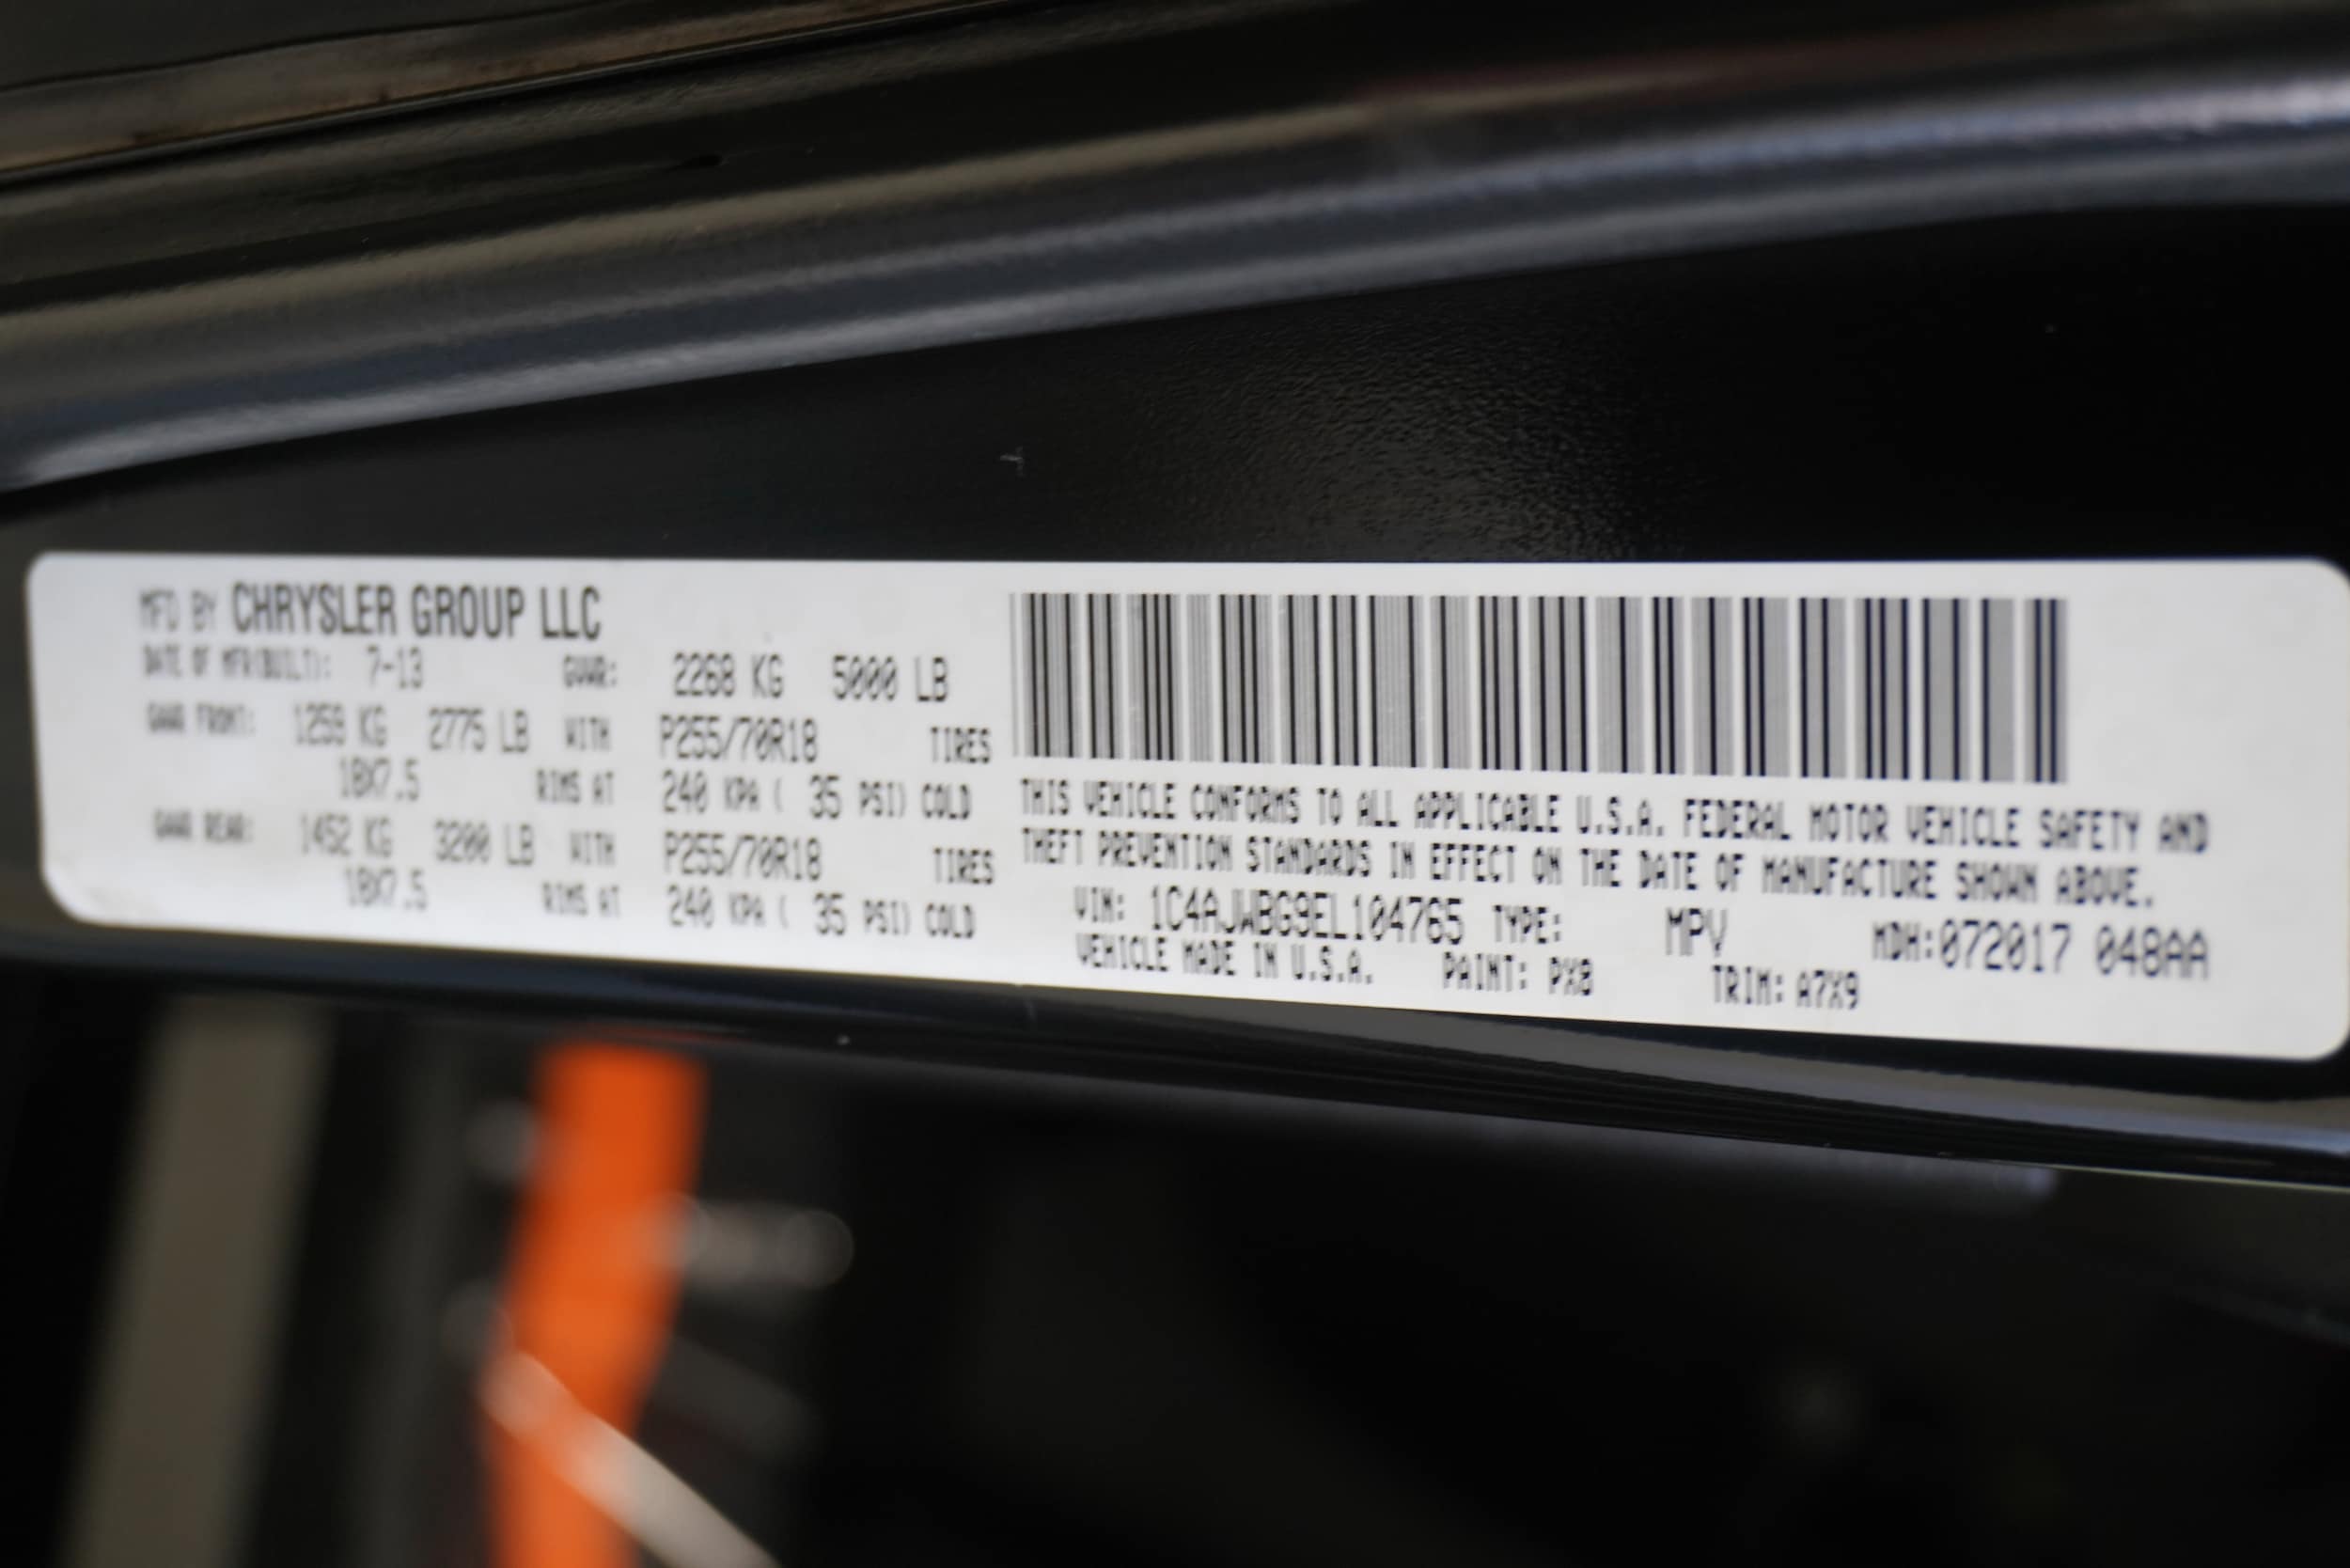 MFD BY CHRYSLER GROUP LLC
DATE OF MFR(BUILT): 7-13 GVWR: 2268 KG 5000 LB
GAWR FRONT: 1259 KG 2775 LB WITH P255/70R18 TIRES
18X7.5 RIMS AT 240 KPA ( 35 PSI) COLD
GAWR REAR: 1452 KG 3200 LB WITH P255/70R18 TIRES
18X7.5 RIMS AT 240 KPA ( 35 PSI) COLD
THIS VEHICLE CONFORMS TO ALL APPLICABLE U.S.A. FEDERAL MOTOR VEHICLE SAFETY AND
THEFT PREVENTION STANDARDS IN EFFECT ON THE DATE OF MANUFACTURE SHOWN ABOVE.
VIN: 1C4AJWBG9EL104765 TYPE: MPV MDH:072017 048AA
VEHICLE MADE IN U.S.A. PAINT: PX8 TRIM: A7X9